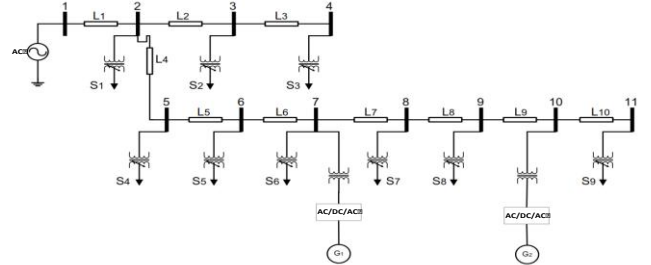 1 2 3 4
L1 L2 L3
AC
L4
S1 S2 S3
5 6 7 8 9 10 11
L5 L6 L7 L8 L9 L10
S4 S5 S6 S7 S8 S9
AC/DC/AC AC/DC/AC
G1 G2